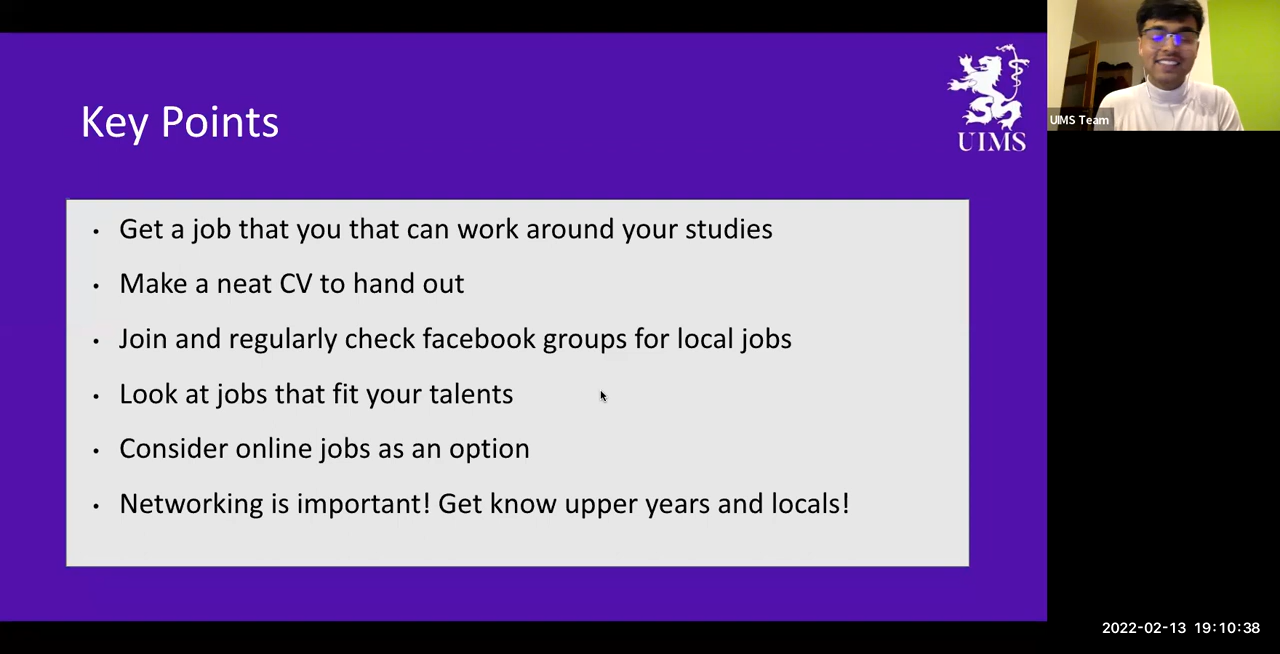 Key Points
UIMS
UIMS Team
• Get a job that you that can work around your studies
• Make a neat CV to hand out
• Join and regularly check facebook groups for local jobs
• Look at jobs that fit your talents
• Consider online jobs as an option
• Networking is important! Get know upper years and locals!
2022-02-13 19:10:38